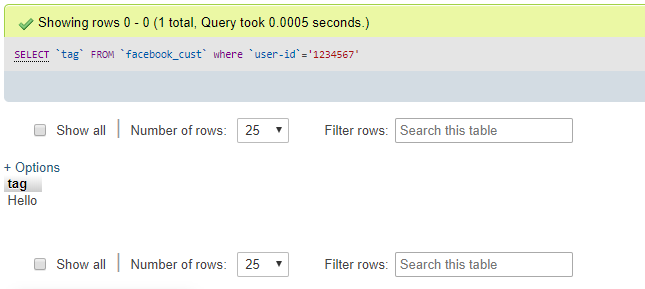 Showing rows 0 - 0 (1 total, Query took 0.0005 seconds.)
SELECT `tag` FROM `facebook_cust` where `user-id`='1234567'
Show all | Number of rows: 25 Filter rows: Search this table
+ Options
tag
Hello
Show all | Number of rows: 25 Filter rows: Search this table